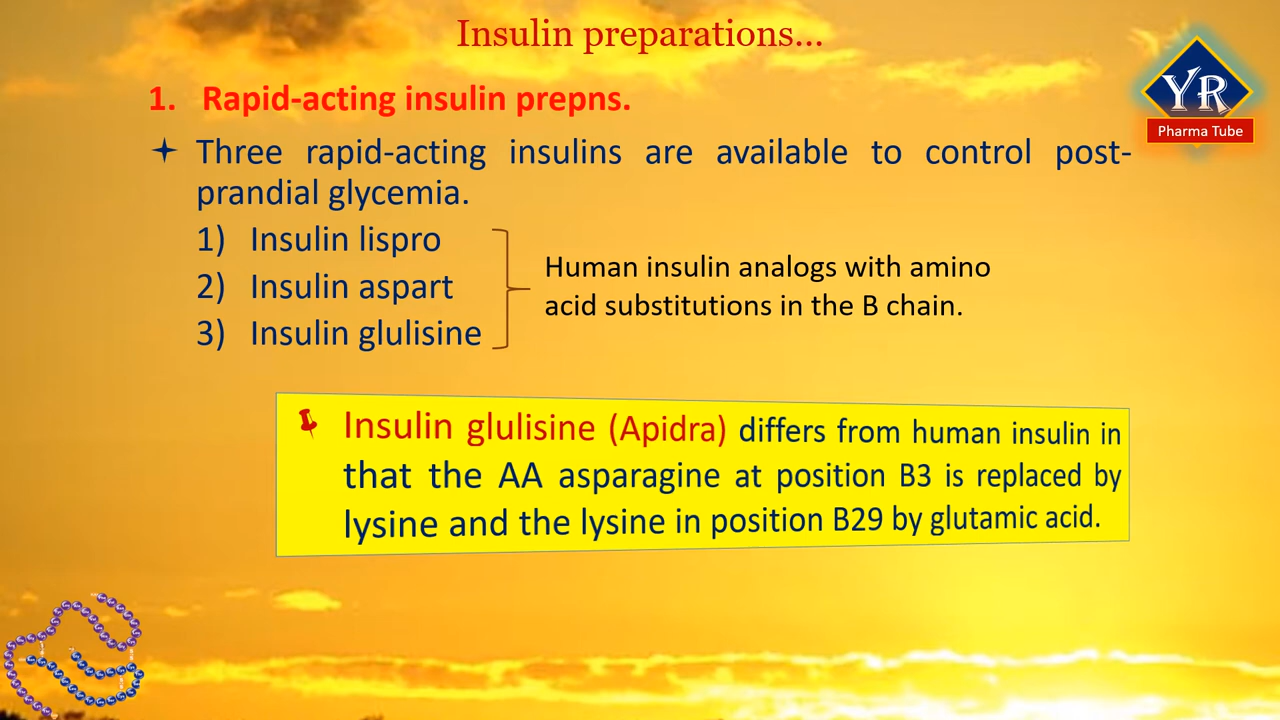 Insulin preparations...
YR
Pharma Tube
1. Rapid-acting insulin prepns.
Three rapid-acting insulins are available to control post-
prandial glycemia.
1) Insulin lispro
2) Insulin aspart
3) Insulin glulisine
Human insulin analogs with amino
acid substitutions in the B chain.
Insulin glulisine (Apidra) differs from human insulin in
that the AA asparagine at position B3 is replaced by
lysine and the lysine in position B29 by glutamic acid.